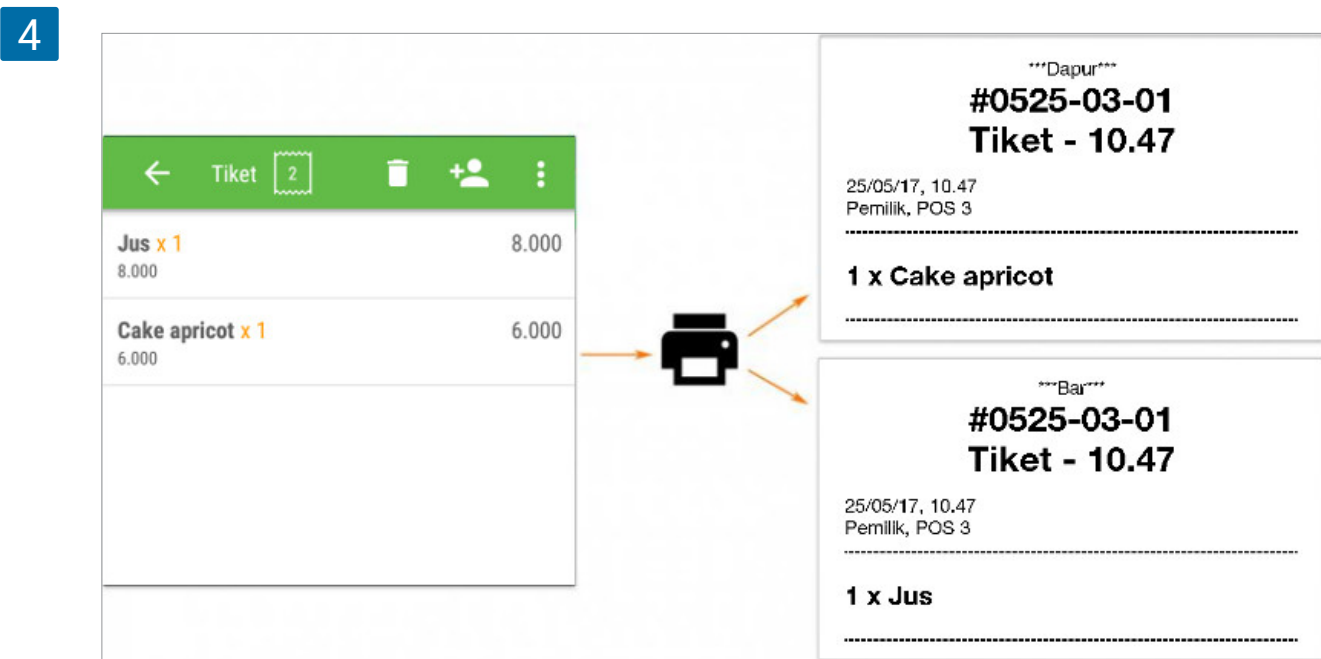 4
Tiket 2
Jus x 1 8.000
8.000
Cake apricot x 1 6.000
6.000
***Dapur***
#0525-03-01
Tiket - 10.47
25/05/17, 10.47
Pemilik, POS 3
1 x Cake apricot
***Bar***
#0525-03-01
Tiket - 10.47
25/05/17, 10.47
Pemilik, POS 3
1 x Jus